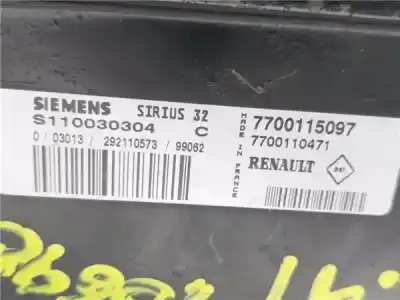 SIEMENS SIRIUS 32
S110030304 C
0 / 03013 / 292110573 / 99062
MADE IN FRANCE
7700115097
7700110471
RENAULT